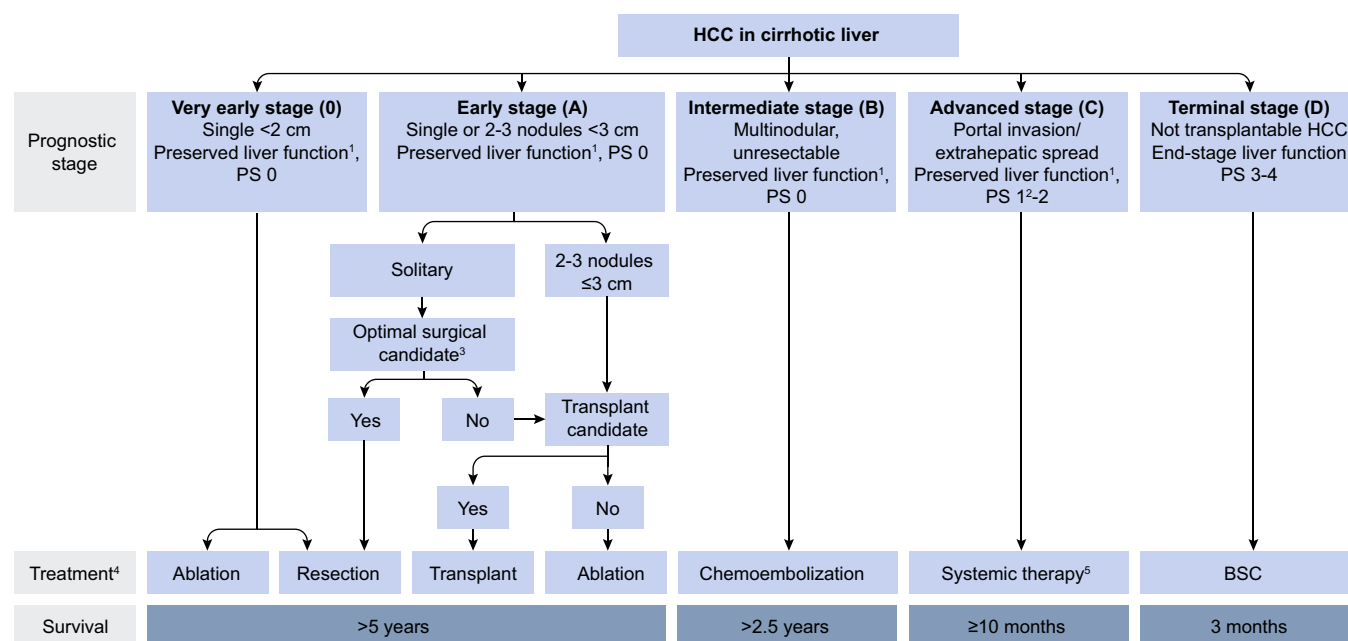 HCC in cirrhotic liver
Prognostic
stage
Very early stage (0)
Single <2 cm
Preserved liver function¹,
PS 0
Early stage (A)
Single or 2-3 nodules <3 cm
Preserved liver function¹, PS 0
Intermediate stage (B)
Multinodular,
unresectable
Preserved liver function¹,
PS 0
Advanced stage (C)
Portal invasion/
extrahepatic spread
Preserved liver function¹,
PS 1²-2
Terminal stage (D)
Not transplantable HCC
End-stage liver function
PS 3-4
Solitary
2-3 nodules
≤3 cm
Optimal surgical
candidate³
Yes
No
Transplant
candidate
Yes
No
Treatment⁴
Ablation
Resection
Transplant
Ablation
Chemoembolization
Systemic therapy⁵
BSC
Survival
>5 years
>2.5 years
≥10 months
3 months